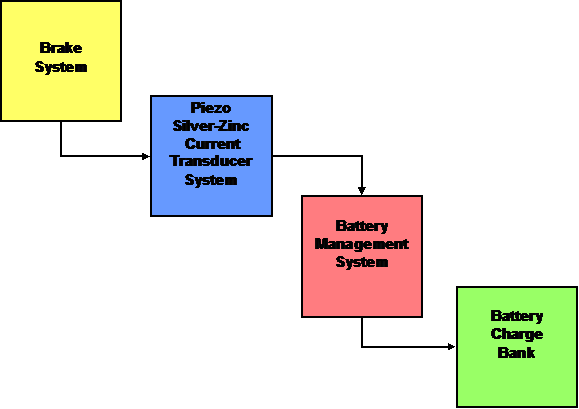 Brake
System
Piezo
Silver-Zinc
Current
Transducer
System
Battery
Management
System
Battery
Charge
Bank